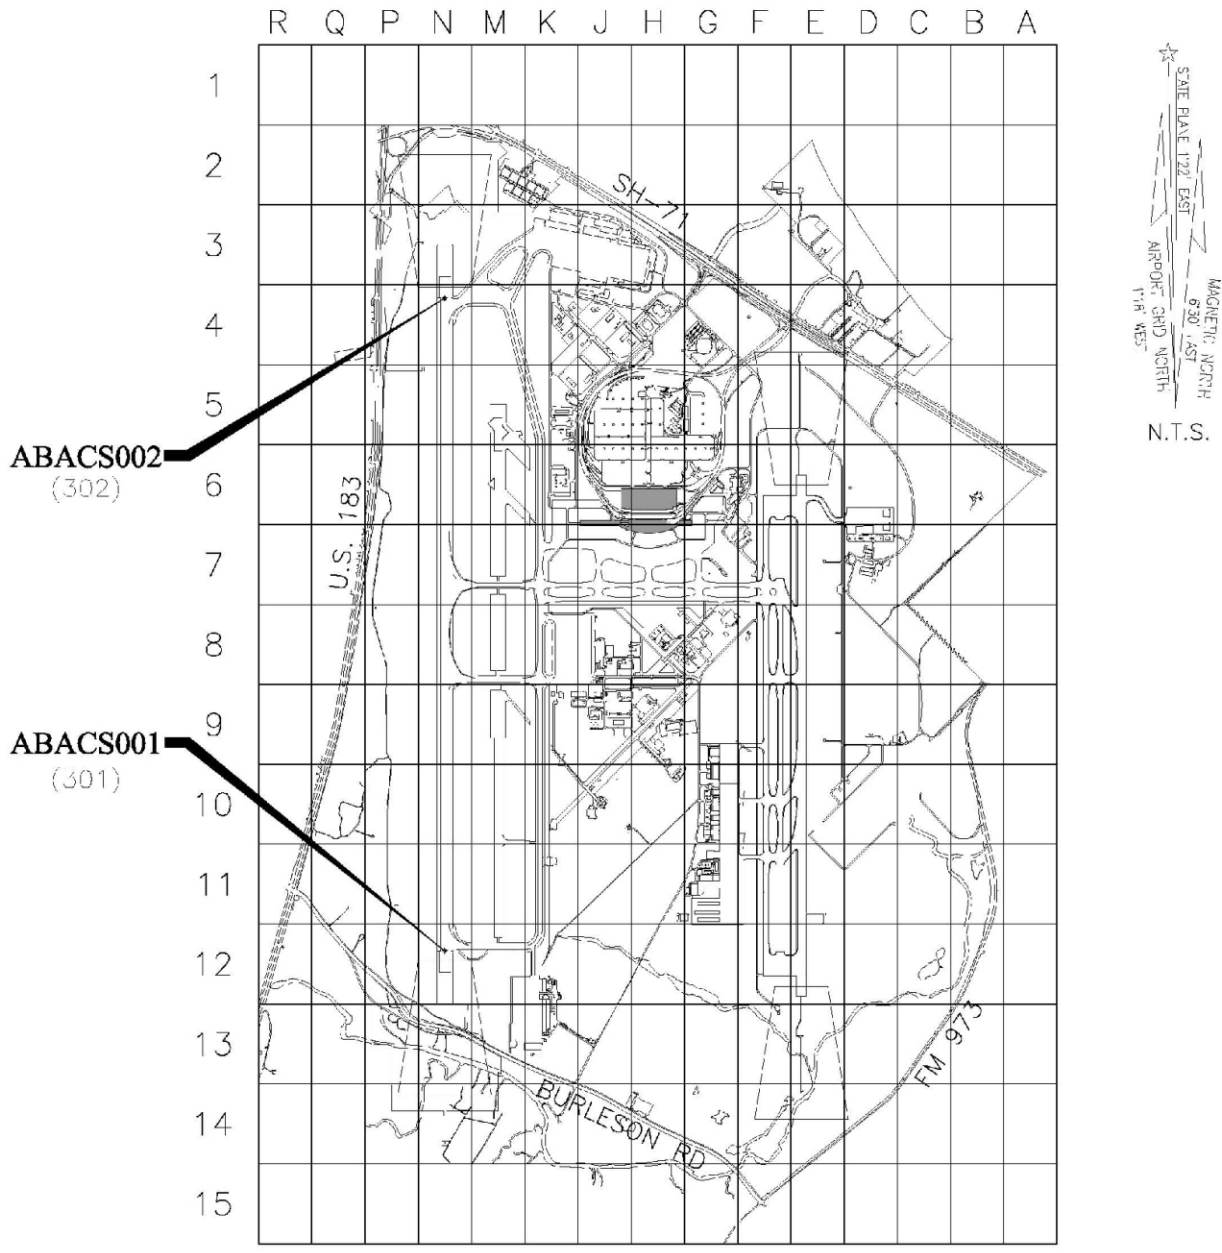 R Q P N M K J H G F E D C B A
1
2
3
4
5
6
7
8
9
10
11
12
13
14
15
SH-71
U.S. 183
BURLESON RD
FM 973
ABACS002
(302)
ABACS001
(301)
STATE PLANE 1°22' EAST
MAGNETIC NORTH
6°30' EAST
AIRPORT GRID NORTH
WEST
N.T.S.